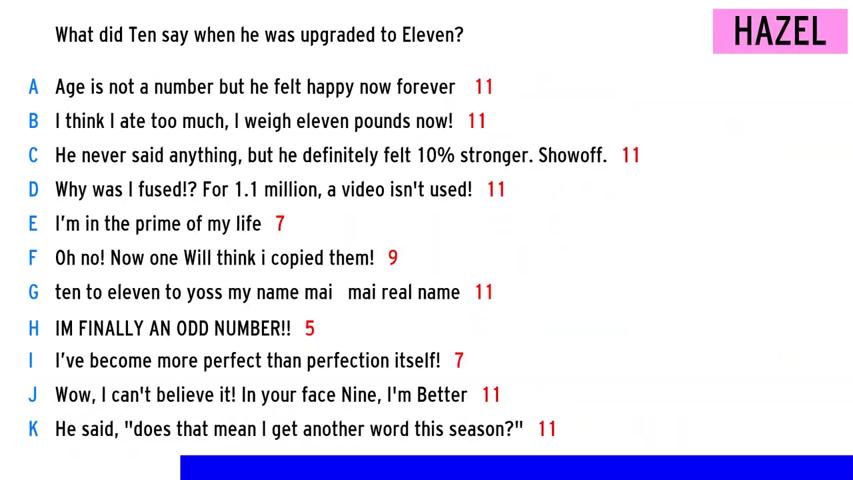 What did Ten say when he was upgraded to Eleven?
HAZEL
A Age is not a number but he felt happy now forever 11
B I think I ate too much, I weigh eleven pounds now! 11
C He never said anything, but he definitely felt 10% stronger. Showoff. 11
D Why was I fused!? For 1.1 million, a video isn't used! 11
E I'm in the prime of my life 7
F Oh no! Now one Will think i copied them! 9
G ten to eleven to yoss my name mai mai real name 11
H IM FINALLY AN ODD NUMBER!! 5
I I've become more perfect than perfection itself! 7
J Wow, I can't believe it! In your face Nine, I'm Better 11
K He said, "does that mean I get another word this season?" 11